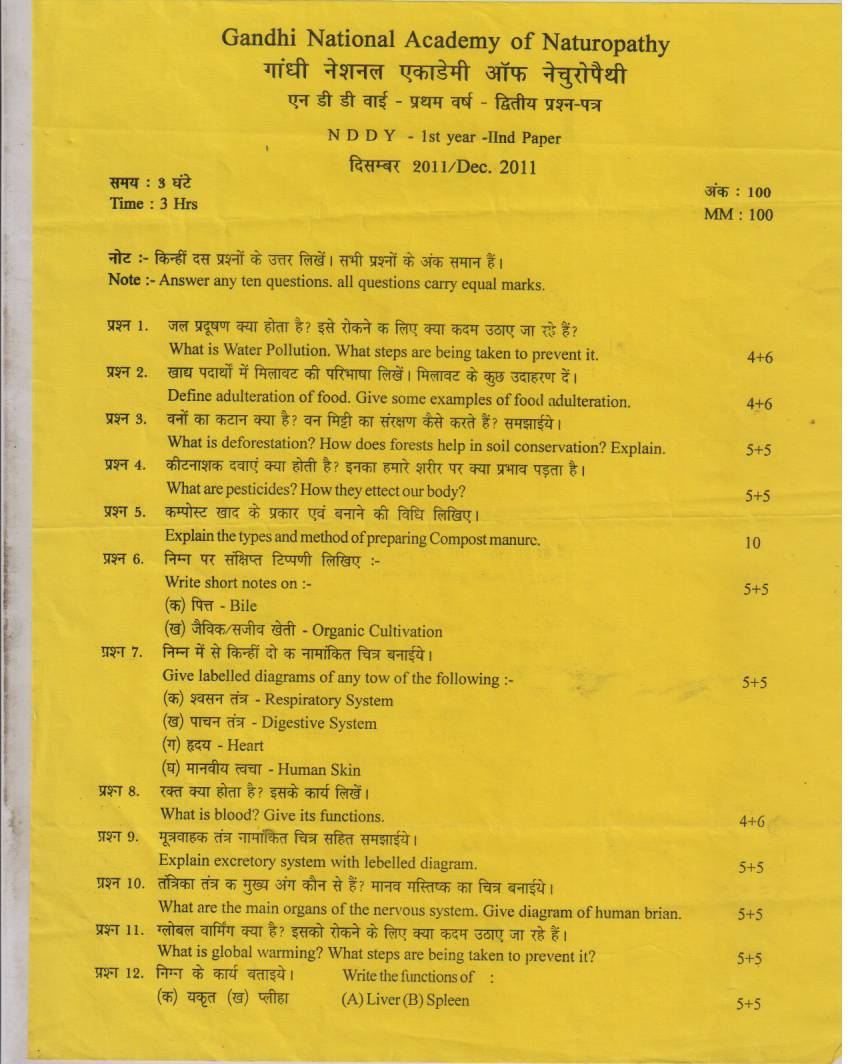 Gandhi National Academy of Naturopathy
गांधी नेशनल एकाडेमी ऑफ नेचुरोपैथी
एन डी डी वाई - प्रथम वर्ष - द्वितीय प्रश्न-पत्र
N D D Y - 1st year -IInd Paper
दिसम्बर 2011/Dec. 2011
समय : 3 घंटे
अंक : 100
Time : 3 Hrs
MM : 100
नोट :- किन्हीं दस प्रश्नों के उत्तर लिखें। सभी प्रश्नों के अंक समान हैं।
Note :- Answer any ten questions. all questions carry equal marks.
प्रश्न 1. जल प्रदूषण क्या होता है? इसे रोकने क लिए क्या कदम उठाए जा रहे हैं?
What is Water Pollution. What steps are being taken to prevent it. 4+6
प्रश्न 2. खाद्य पदार्थों में मिलावट की परिभाषा लिखें। मिलावट के कुछ उदाहरण दें।
Define adulteration of food. Give some examples of food adulteration. 4+6
प्रश्न 3. वनों का कटान क्या है? वन मिट्टी का संरक्षण कैसे करते हैं? समझाईये।
What is deforestation? How does forests help in soil conservation? Explain. 5+5
प्रश्न 4. कीटनाशक दवाएं क्या होती है? इनका हमारे शरीर पर क्या प्रभाव पड़ता है।
What are pesticides? How they ettect our body? 5+5
प्रश्न 5. कम्पोस्ट खाद के प्रकार एवं बनाने की विधि लिखिए।
Explain the types and method of preparing Compost manure. 10
प्रश्न 6. निम्न पर संक्षिप्त टिप्पणी लिखिए :-
Write short notes on :- 5+5
(क) पित्त - Bile
(ख) जैविक/सजीव खेती - Organic Cultivation
प्रश्न 7. निम्न में से किन्हीं दो क नामांकित चित्र बनाईये।
Give labelled diagrams of any tow of the following :- 5+5
(क) श्वसन तंत्र - Respiratory System
(ख) पाचन तंत्र - Digestive System
(ग) हृदय - Heart
(घ) मानवीय त्वचा - Human Skin
प्रश्न 8. रक्त क्या होता है? इसके कार्य लिखें।
What is blood? Give its functions. 4+6
प्रश्न 9. मूत्रवाहक तंत्र नामांकित चित्र सहित समझाईये।
Explain excretory system with lebelled diagram. 5+5
प्रश्न 10. तंत्रिका तंत्र क मुख्य अंग कौन से हैं? मानव मस्तिष्क का चित्र बनाईये।
What are the main organs of the nervous system. Give diagram of human brian. 5+5
प्रश्न 11. ग्लोबल वार्मिंग क्या है? इसको रोकने के लिए क्या कदम उठाए जा रहे हैं।
What is global warming? What steps are being taken to prevent it? 5+5
प्रश्न 12. निम्न के कार्य बताइये। Write the functions of :
(क) यकृत (ख) प्लीहा (A) Liver (B) Spleen 5+5